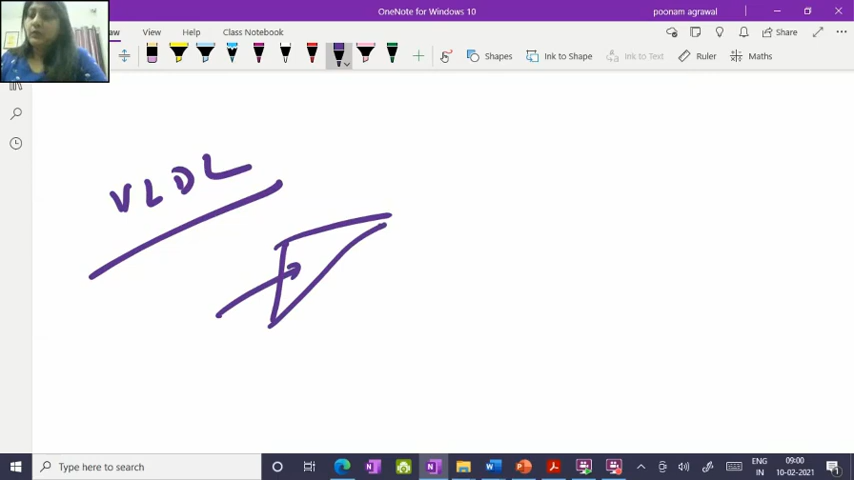 OneNote for Windows 10
poonam agrawal
aw View Help Class Notebook
Share
Shapes Ink to Shape Ink to Text Ruler Maths
VLDL
Type here to search
ENG
IN
09:00
10-02-2021